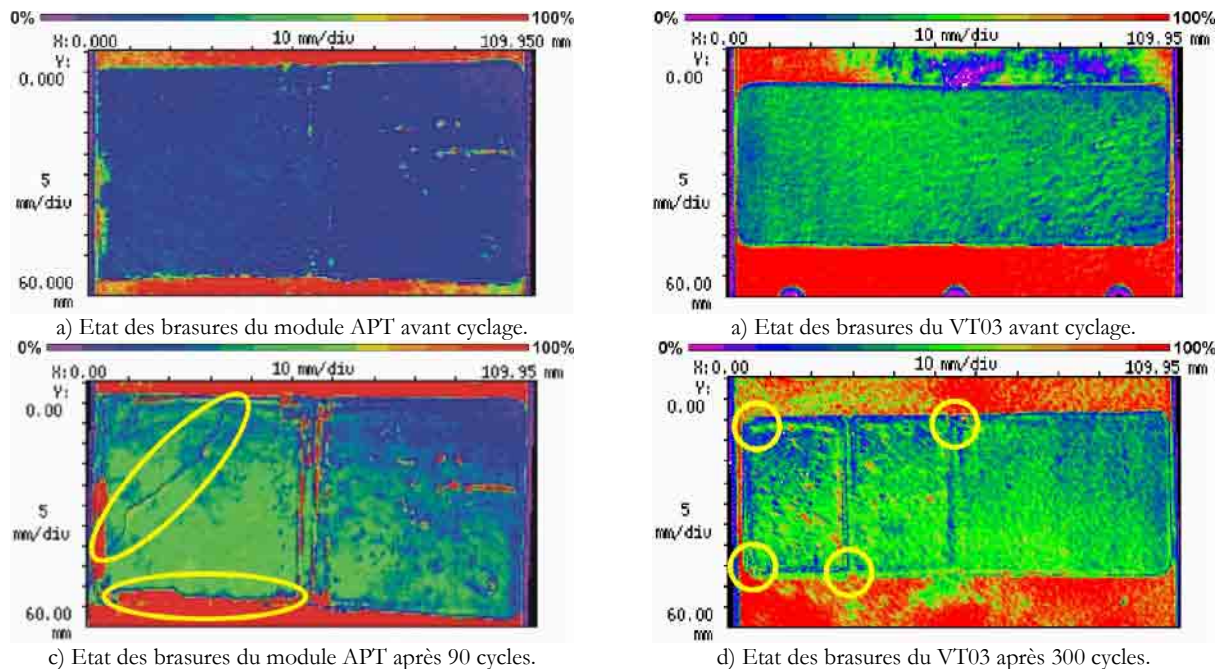 0% 100%
X:0.000 10 mm/div 109.950 mm
Y:
0.000
5
mm/div
60.000
mm
a) Etat des brasures du module APT avant cyclage.
0% 100%
X:0.00 10 mm/div 109.95 mm
Y:
0.00
5
mm/div
60.00
mm
a) Etat des brasures du VT03 avant cyclage.
0% 100%
X:0.00 10 mm/div 109.95 mm
Y:
0.00
5
mm/div
60.00
mm
c) Etat des brasures du module APT après 90 cycles.
0% 100%
X:0.00 10 mm/div 109.95 mm
Y:
0.00
5
mm/div
60.00
mm
d) Etat des brasures du VT03 après 300 cycles.